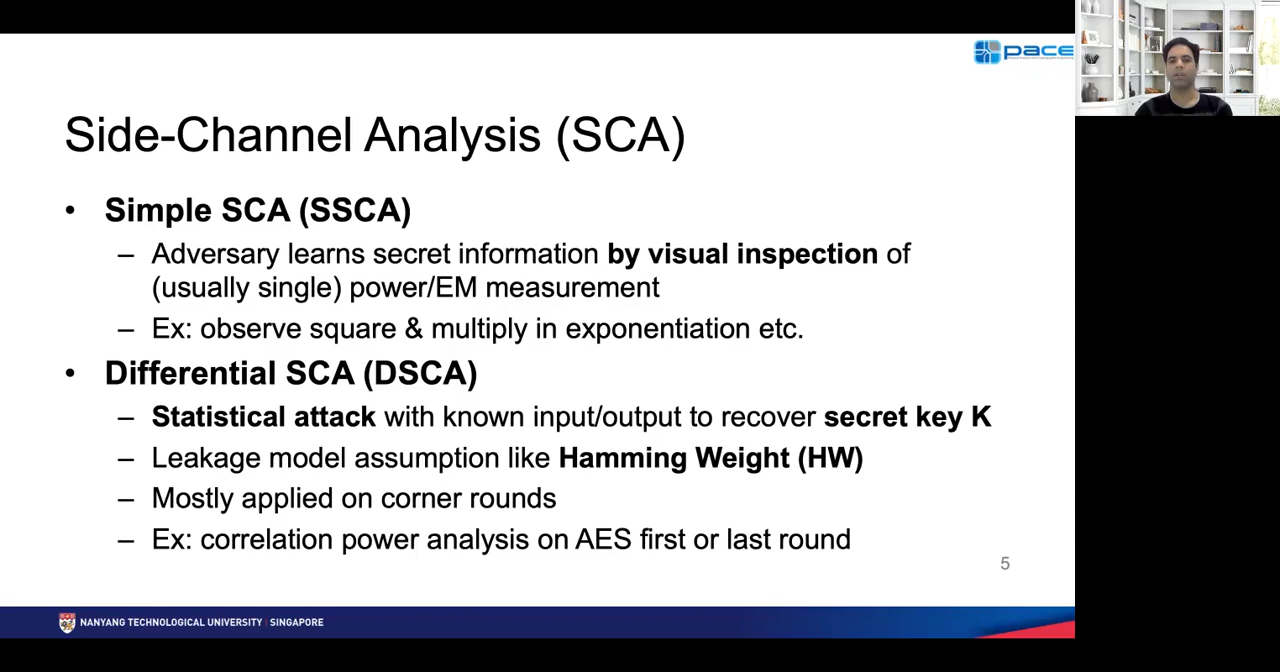 pace
Side-Channel Analysis (SCA)
• Simple SCA (SSCA)
– Adversary learns secret information by visual inspection of
(usually single) power/EM measurement
– Ex: observe square & multiply in exponentiation etc.
• Differential SCA (DSCA)
– Statistical attack with known input/output to recover secret key K
– Leakage model assumption like Hamming Weight (HW)
– Mostly applied on corner rounds
– Ex: correlation power analysis on AES first or last round
5
NANYANG TECHNOLOGICAL UNIVERSITY | SINGAPORE